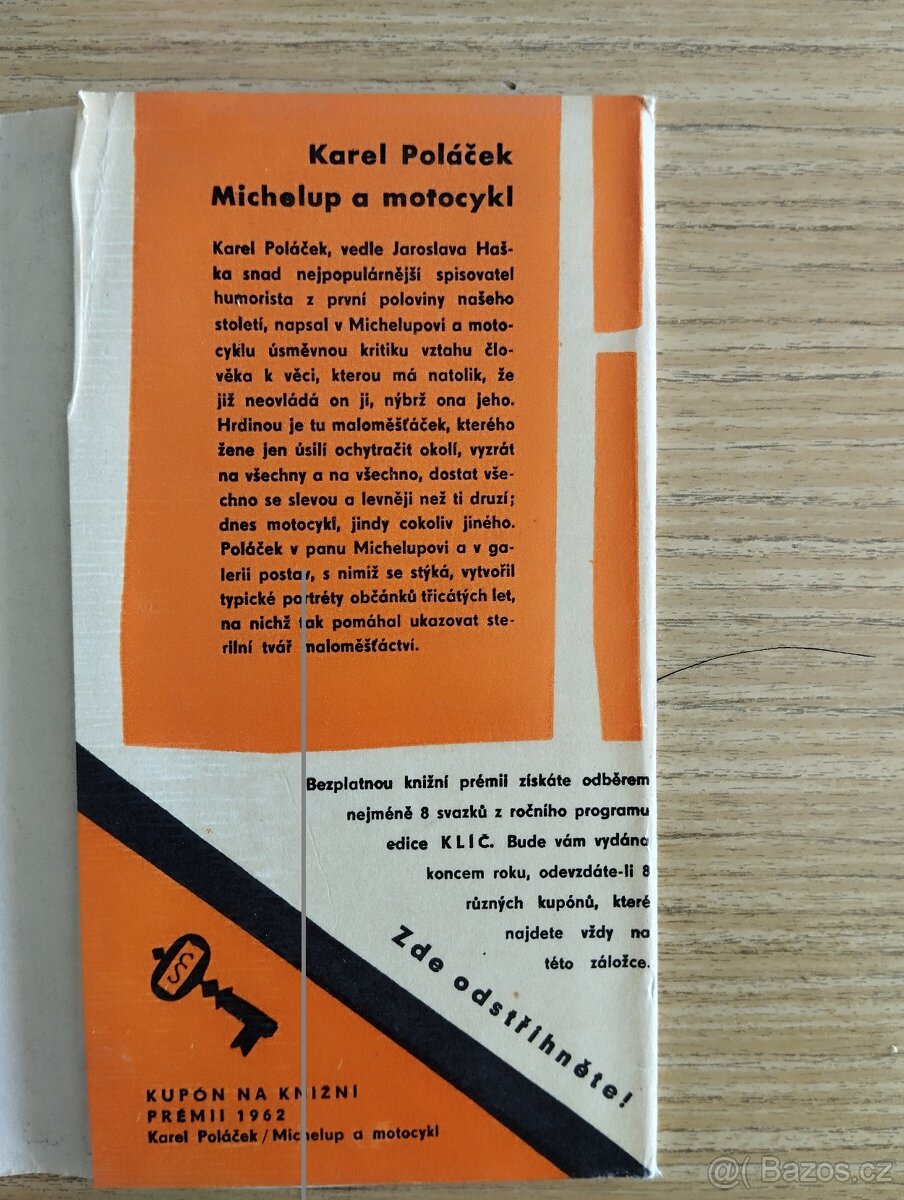 Karel Poláček
Michelup a motocykl
Karel Poláček, vedle Jaroslava Haš-
ka snad nejpopulárnější spisovatel
humorista z první poloviny našeho
století, napsal v Michelupovi a moto-
cyklu úsměvnou kritiku vztahu člo-
věka k věci, kterou má natolik, že
již neovládá on ji, nýbrž ona jeho.
Hrdinou je tu maloměšťáček, kterého
žene jen úsilí ochytračit okolí, vyzrát
na všechny a na všechno, dostat vše-
chno se slevou a levněji než ti druzí;
dnes motocykl, jindy cokoliv jiného.
Poláček v panu Michelupovi a v ga-
lerii postav, s nimiž se stýká, vytvořil
typické portréty občánků třicátých let,
na nichž tak pomáhal ukazovat ste-
rilní tvář maloměšťáctví.
Bezplatnou knižní prémii získáte odběrem
nejméně 8 svazků z ročního programu
edice KLÍČ. Bude vám vydána
koncem roku, odevzdáte-li 8
různých kupónů, které
najdete vždy na
této záložce.
Zde odstřihněte!
ČS
KUPÓN NA KNIŽNÍ
PRÉMII 1962
Karel Poláček/Michelup a motocykl
@( Bazos.cz